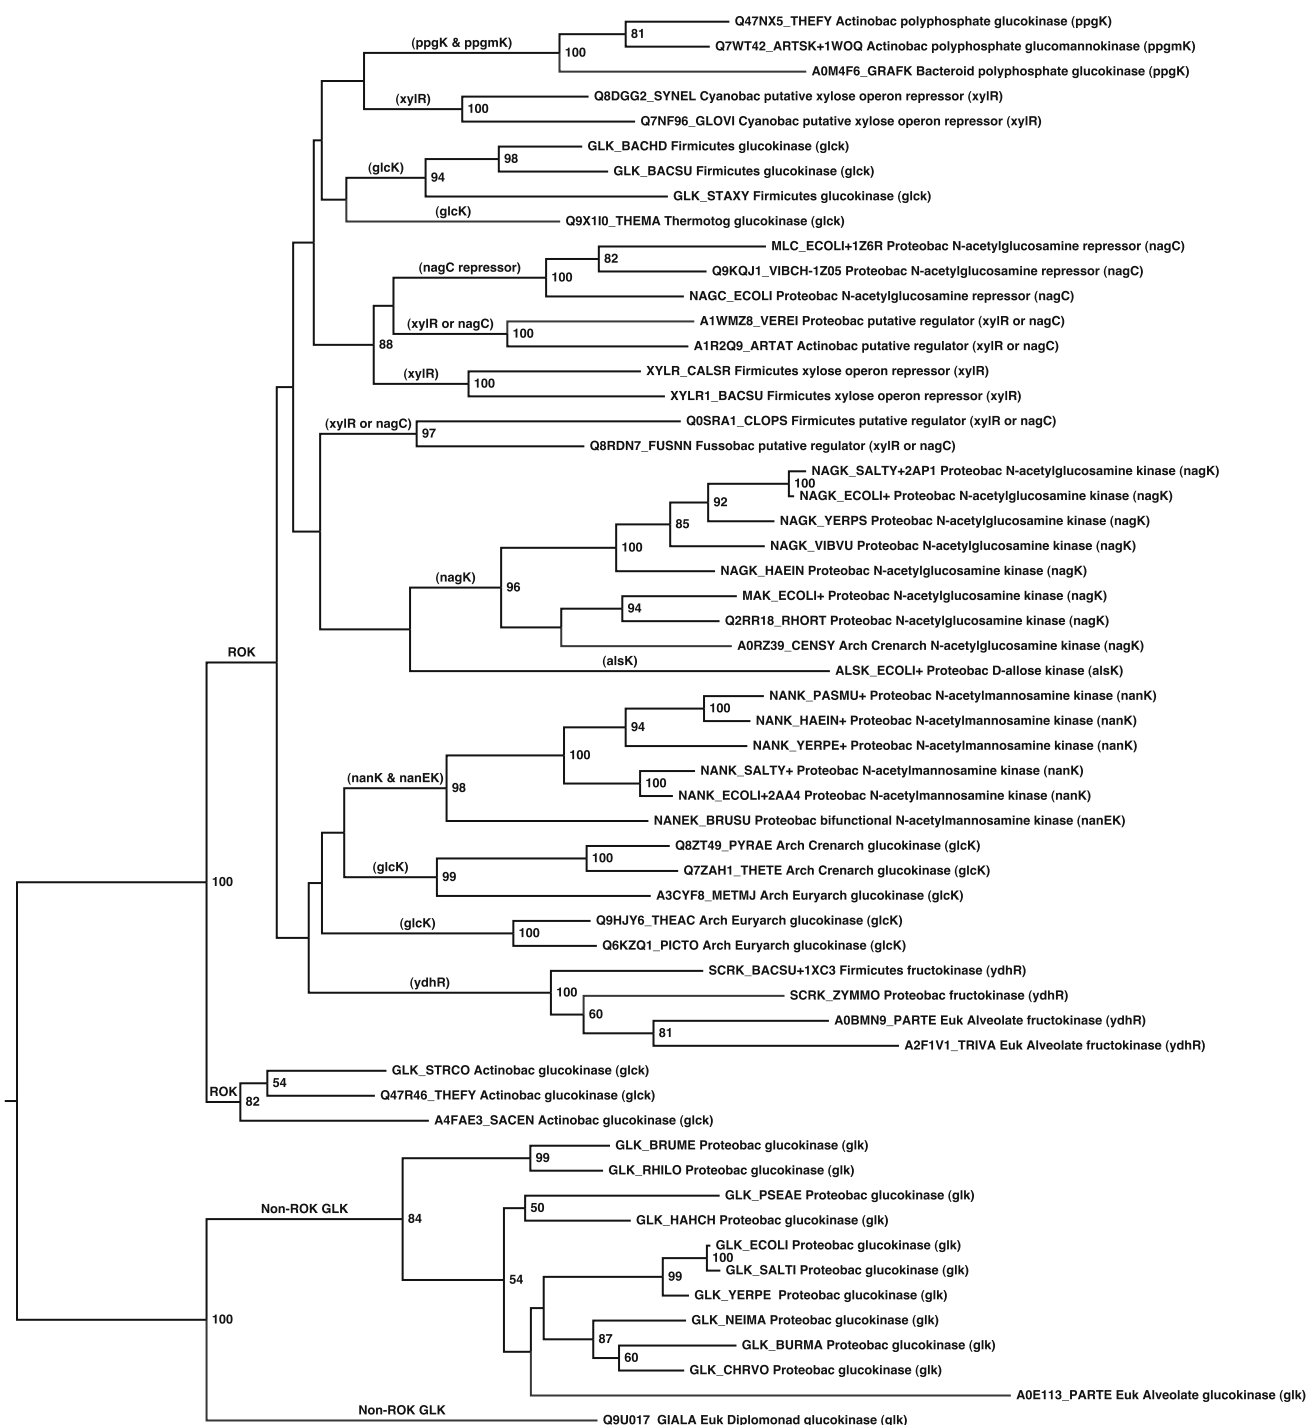 Q47NX5_THEFY Actinobac polyphosphate glucokinase (ppgK)
(ppgK & ppgmK)
81
Q7WT42_ARTSK+1WOQ Actinobac polyphosphate glucomannokinase (ppgmK)
100
A0M4F6_GRAFK Bacteroid polyphosphate glucokinase (ppgK)
Q8DGG2_SYNEL Cyanobac putative xylose operon repressor (xylR)
(xylR)
100
Q7NF96_GLOVI Cyanobac putative xylose operon repressor (xylR)
GLK_BACHD Firmicutes glucokinase (glck)
98
(glcK)
GLK_BACSU Firmicutes glucokinase (glck)
94
GLK_STAXY Firmicutes glucokinase (glck)
(glcK)
Q9X1I0_THEMA Thermotog glucokinase (glck)
MLC_ECOLI+1Z6R Proteobac N-acetylglucosamine repressor (nagC)
82
(nagC repressor)
Q9KQJ1_VIBCH-1Z05 Proteobac N-acetylglucosamine repressor (nagC)
100
NAGC_ECOLI Proteobac N-acetylglucosamine repressor (nagC)
A1WMZ8_VEREI Proteobac putative regulator (xylR or nagC)
(xylR or nagC)
100
88
A1R2Q9_ARTAT Actinobac putative regulator (xylR or nagC)
XYLR_CALSR Firmicutes xylose operon repressor (xylR)
(xylR)
100
XYLR1_BACSU Firmicutes xylose operon repressor (xylR)
Q0SRA1_CLOPS Firmicutes putative regulator (xylR or nagC)
(xylR or nagC)
97
Q8RDN7_FUSNN Fussobac putative regulator (xylR or nagC)
NAGK_SALTY+2AP1 Proteobac N-acetylglucosamine kinase (nagK)
100
NAGK_ECOLI+ Proteobac N-acetylglucosamine kinase (nagK)
92
NAGK_YERPS Proteobac N-acetylglucosamine kinase (nagK)
85
NAGK_VIBVU Proteobac N-acetylglucosamine kinase (nagK)
100
NAGK_HAEIN Proteobac N-acetylglucosamine kinase (nagK)
(nagK)
96
MAK_ECOLI+ Proteobac N-acetylglucosamine kinase (nagK)
94
Q2RR18_RHORT Proteobac N-acetylglucosamine kinase (nagK)
A0RZ39_CENSY Arch Crenarch N-acetylglucosamine kinase (nagK)
ROK
(alsK)
ALSK_ECOLI+ Proteobac D-allose kinase (alsK)
NANK_PASMU+ Proteobac N-acetylmannosamine kinase (nanK)
100
NANK_HAEIN+ Proteobac N-acetylmannosamine kinase (nanK)
94
NANK_YERPE+ Proteobac N-acetylmannosamine kinase (nanK)
100
NANK_SALTY+ Proteobac N-acetylmannosamine kinase (nanK)
(nanK & nanEK)
100
98
NANK_ECOLI+2AA4 Proteobac N-acetylmannosamine kinase (nanK)
NANEK_BRUSU Proteobac bifunctional N-acetylmannosamine kinase (nanEK)
Q8ZT49_PYRAE Arch Crenarch glucokinase (glcK)
100
(glcK)
Q7ZAH1_THETE Arch Crenarch glucokinase (glcK)
99
100
A3CYF8_METMJ Arch Euryarch glucokinase (glcK)
Q9HJY6_THEAC Arch Euryarch glucokinase (glcK)
(glcK)
100
Q6KZQ1_PICTO Arch Euryarch glucokinase (glcK)
SCRK_BACSU+1XC3 Firmicutes fructokinase (ydhR)
(ydhR)
100
SCRK_ZYMMO Proteobac fructokinase (ydhR)
60
A0BMN9_PARTE Euk Alveolate fructokinase (ydhR)
81
A2F1V1_TRIVA Euk Alveolate fructokinase (ydhR)
GLK_STRCO Actinobac glucokinase (glck)
54
ROK
Q47R46_THEFY Actinobac glucokinase (glck)
82
A4FAE3_SACEN Actinobac glucokinase (glck)
GLK_BRUME Proteobac glucokinase (glk)
99
GLK_RHILO Proteobac glucokinase (glk)
GLK_PSEAE Proteobac glucokinase (glk)
Non-ROK GLK
50
84
GLK_HAHCH Proteobac glucokinase (glk)
GLK_ECOLI Proteobac glucokinase (glk)
100
GLK_SALTI Proteobac glucokinase (glk)
99
54
GLK_YERPE Proteobac glucokinase (glk)
100
GLK_NEIMA Proteobac glucokinase (glk)
87
GLK_BURMA Proteobac glucokinase (glk)
60
GLK_CHRVO Proteobac glucokinase (glk)
A0E113_PARTE Euk Alveolate glucokinase (glk)
Non-ROK GLK
Q9U017_GIALA Euk Diplomonad glucokinase (glk)